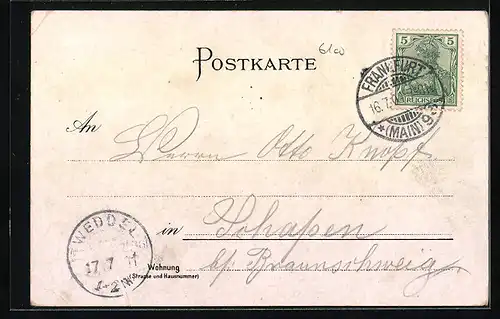 6100
5
POSTKARTE
REICHSPOST
FRANKFURT
16.7.
*(MAIN) 9
An
Herrn Otto Knopf
WEDDEL
17 7
in Schapen
Wohnung
(Strasse und Hausnummer)
b/ Braunschweig.